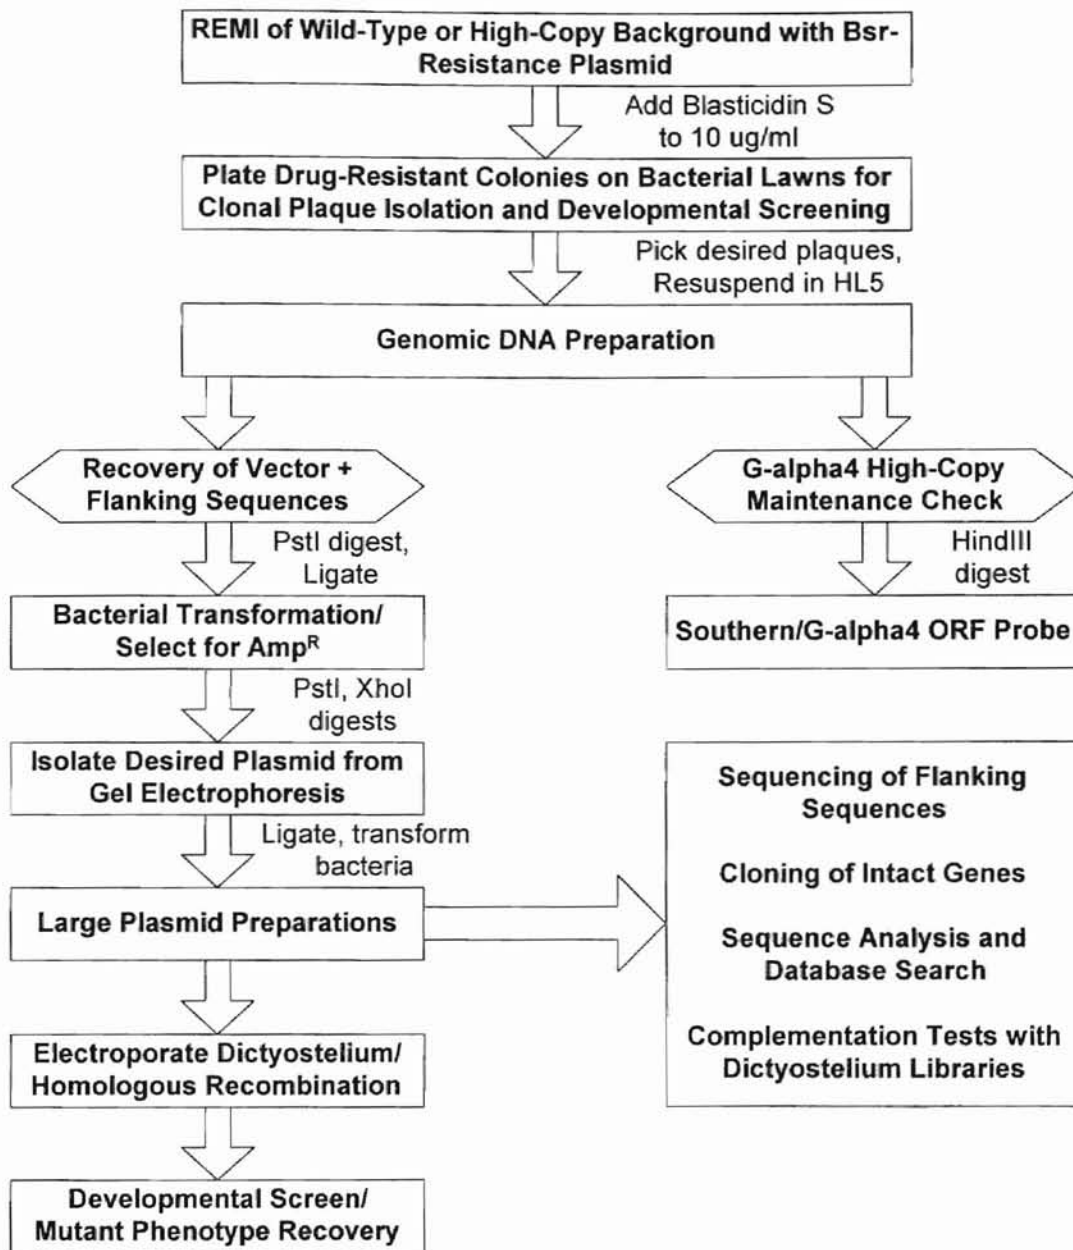 REMI of Wild-Type or High-Copy Background with Bsr-
Resistance Plasmid
Add Blasticidin S
to 10 ug/ml
Plate Drug-Resistant Colonies on Bacterial Lawns for
Clonal Plaque Isolation and Developmental Screening
Pick desired plaques,
Resuspend in HL5
Genomic DNA Preparation
Recovery of Vector +
Flanking Sequences
PstI digest,
Ligate
Bacterial Transformation/
Select for Amp^R
PstI, XhoI
digests
Isolate Desired Plasmid from
Gel Electrophoresis
Ligate, transform
bacteria
Large Plasmid Preparations
Electroporate Dictyostelium/
Homologous Recombination
Developmental Screen/
Mutant Phenotype Recovery
G-alpha4 High-Copy
Maintenance Check
HindIII
digest
Southern/G-alpha4 ORF Probe
Sequencing of Flanking
Sequences
Cloning of Intact Genes
Sequence Analysis and
Database Search
Complementation Tests with
Dictyostelium Libraries